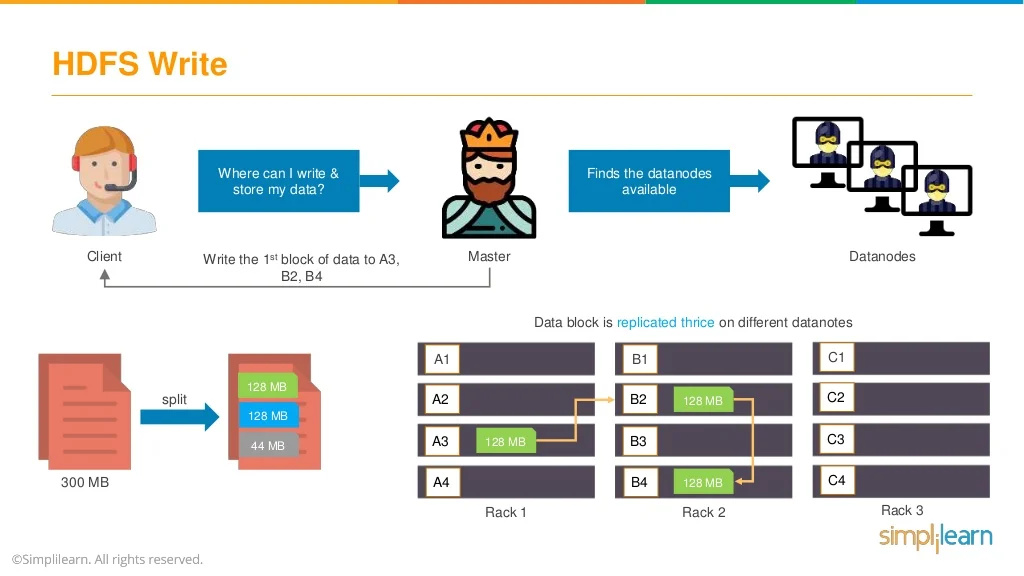 HDFS Write
Where can I write &
store my data?
Finds the datanodes
available
Client
Write the 1st block of data to A3,
B2, B4
Master
Datanodes
Data block is replicated thrice on different datanotes
split
300 MB
128 MB
128 MB
44 MB
A1
A2
A3 128 MB
A4
Rack 1
B1
B2 128 MB
B3
B4 128 MB
Rack 2
C1
C2
C3
C4
Rack 3
simplilearn
©Simplilearn. All rights reserved.